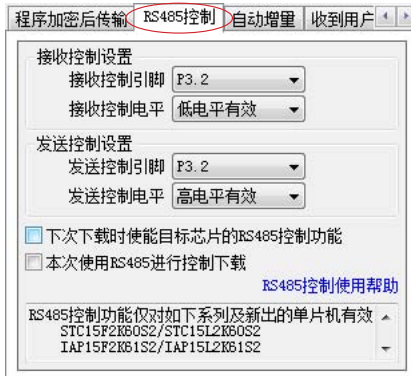 程序加密后传输 RS485控制 自动增量 收到用户
接收控制设置
接收控制引脚 P3.2
接收控制电平 低电平有效
发送控制设置
发送控制引脚 P3.2
发送控制电平 高电平有效
下次下载时使能目标芯片的RS485控制功能
本次使用RS485进行控制下载
RS485控制使用帮助
RS485控制功能仅对如下系列及新出的单片机有效
STC15F2K60S2/STC15L2K60S2
IAP15F2K61S2/IAP15L2K61S2